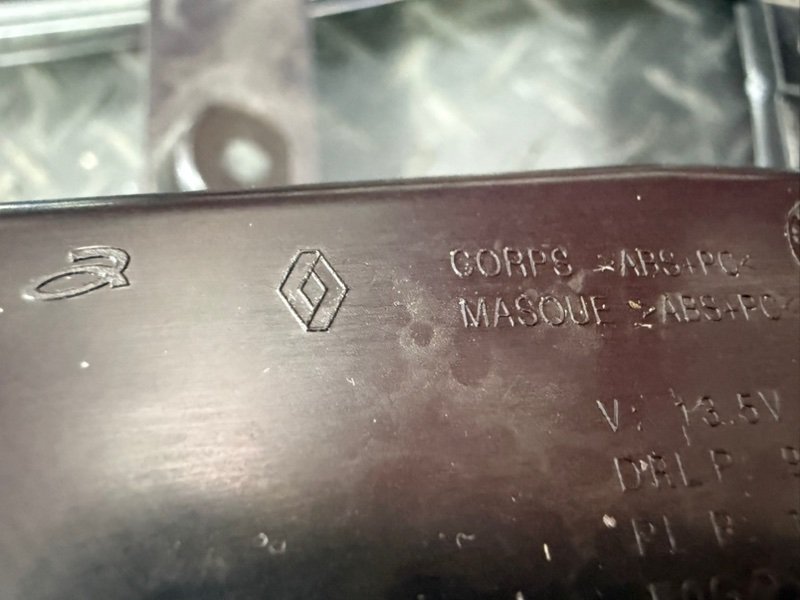 CORPS >ABS+PC<
MASQUE >ABS+PC<
V: 13.5V
DRL P:
PL P: